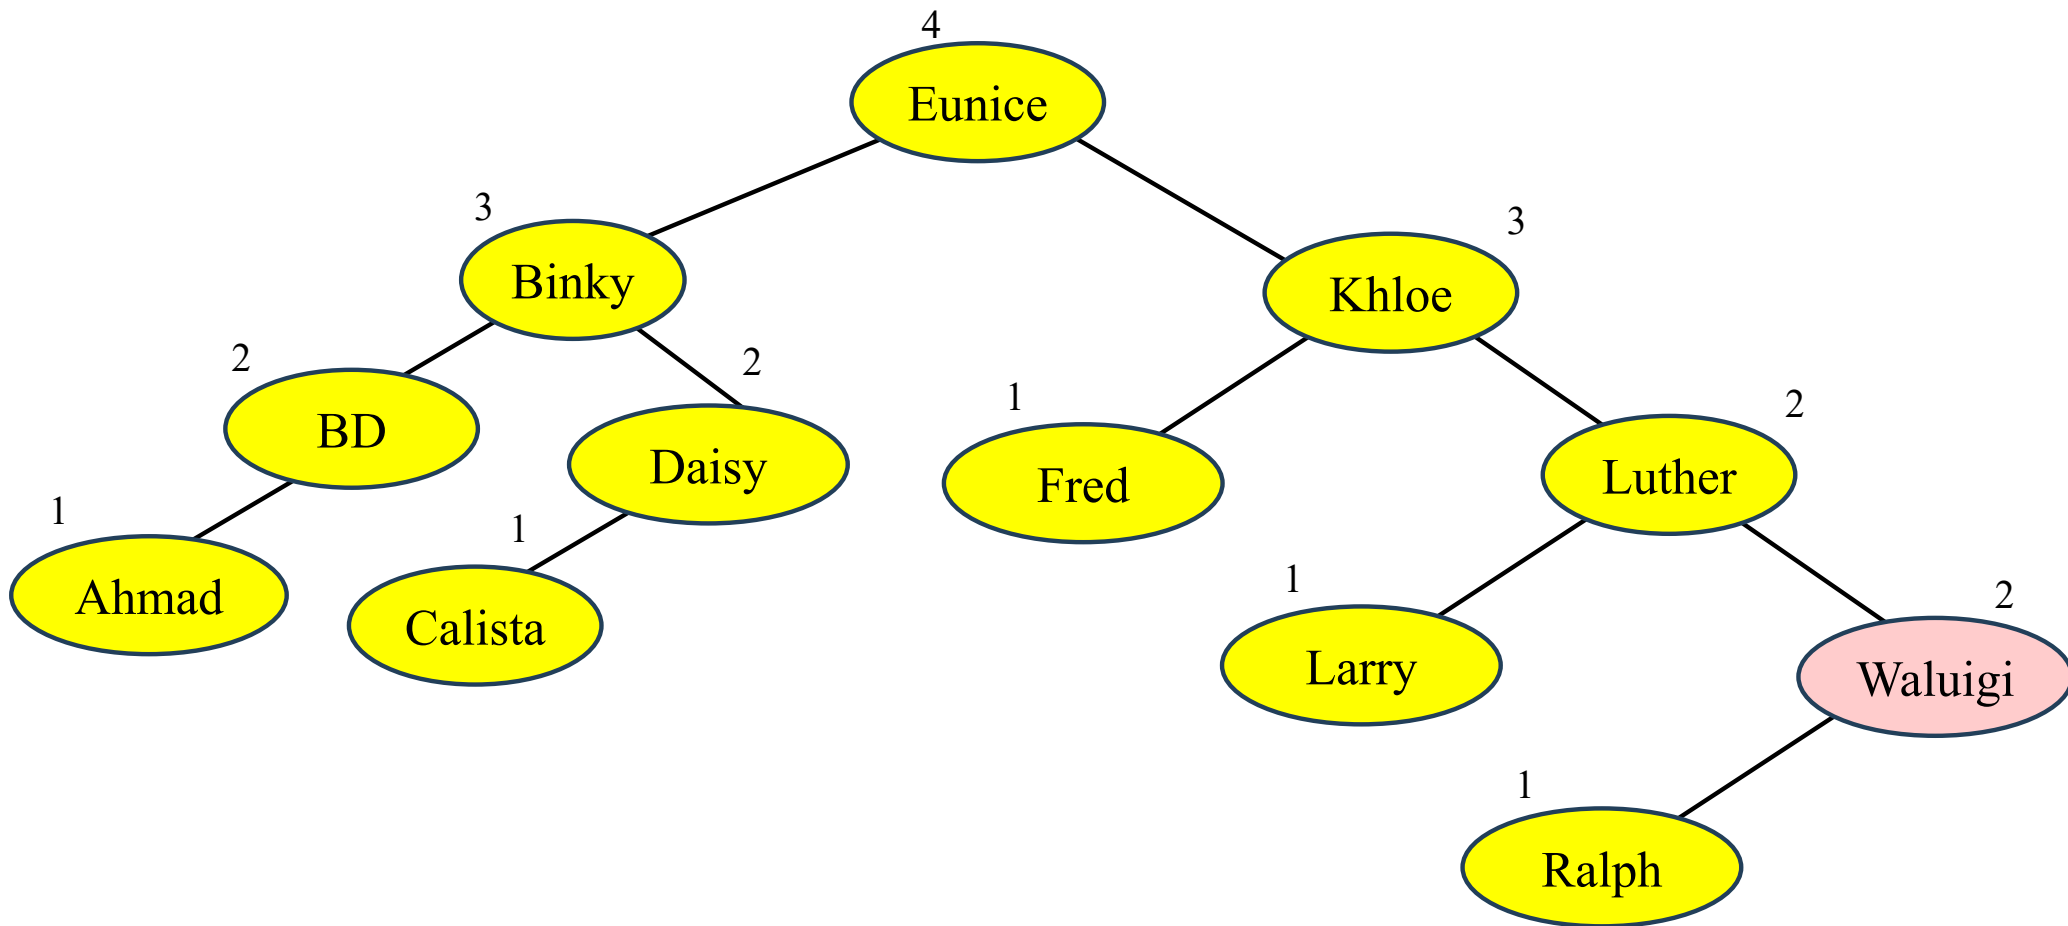 4
Eunice
3
Binky
3
Khloe
2
BD
2
Daisy
1
Fred
2
Luther
1
Ahmad
1
Calista
1
Larry
2
Waluigi
1
Ralph